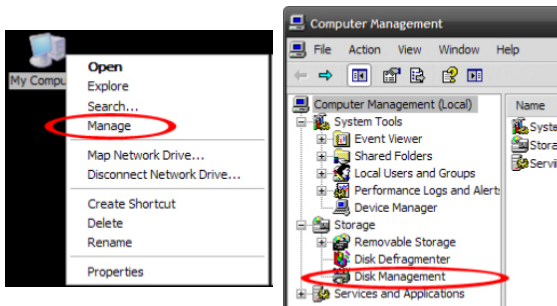 My Compu
Open
Explore
Search...
Manage
Map Network Drive...
Disconnect Network Drive...
Create Shortcut
Delete
Rename
Properties
Computer Management
File Action View Window Help
Computer Management (Local)
System Tools
Event Viewer
Shared Folders
Local Users and Groups
Performance Logs and Alerts
Device Manager
Storage
Removable Storage
Disk Defragmenter
Disk Management
Services and Applications
Name
Syste
Stora
Servi